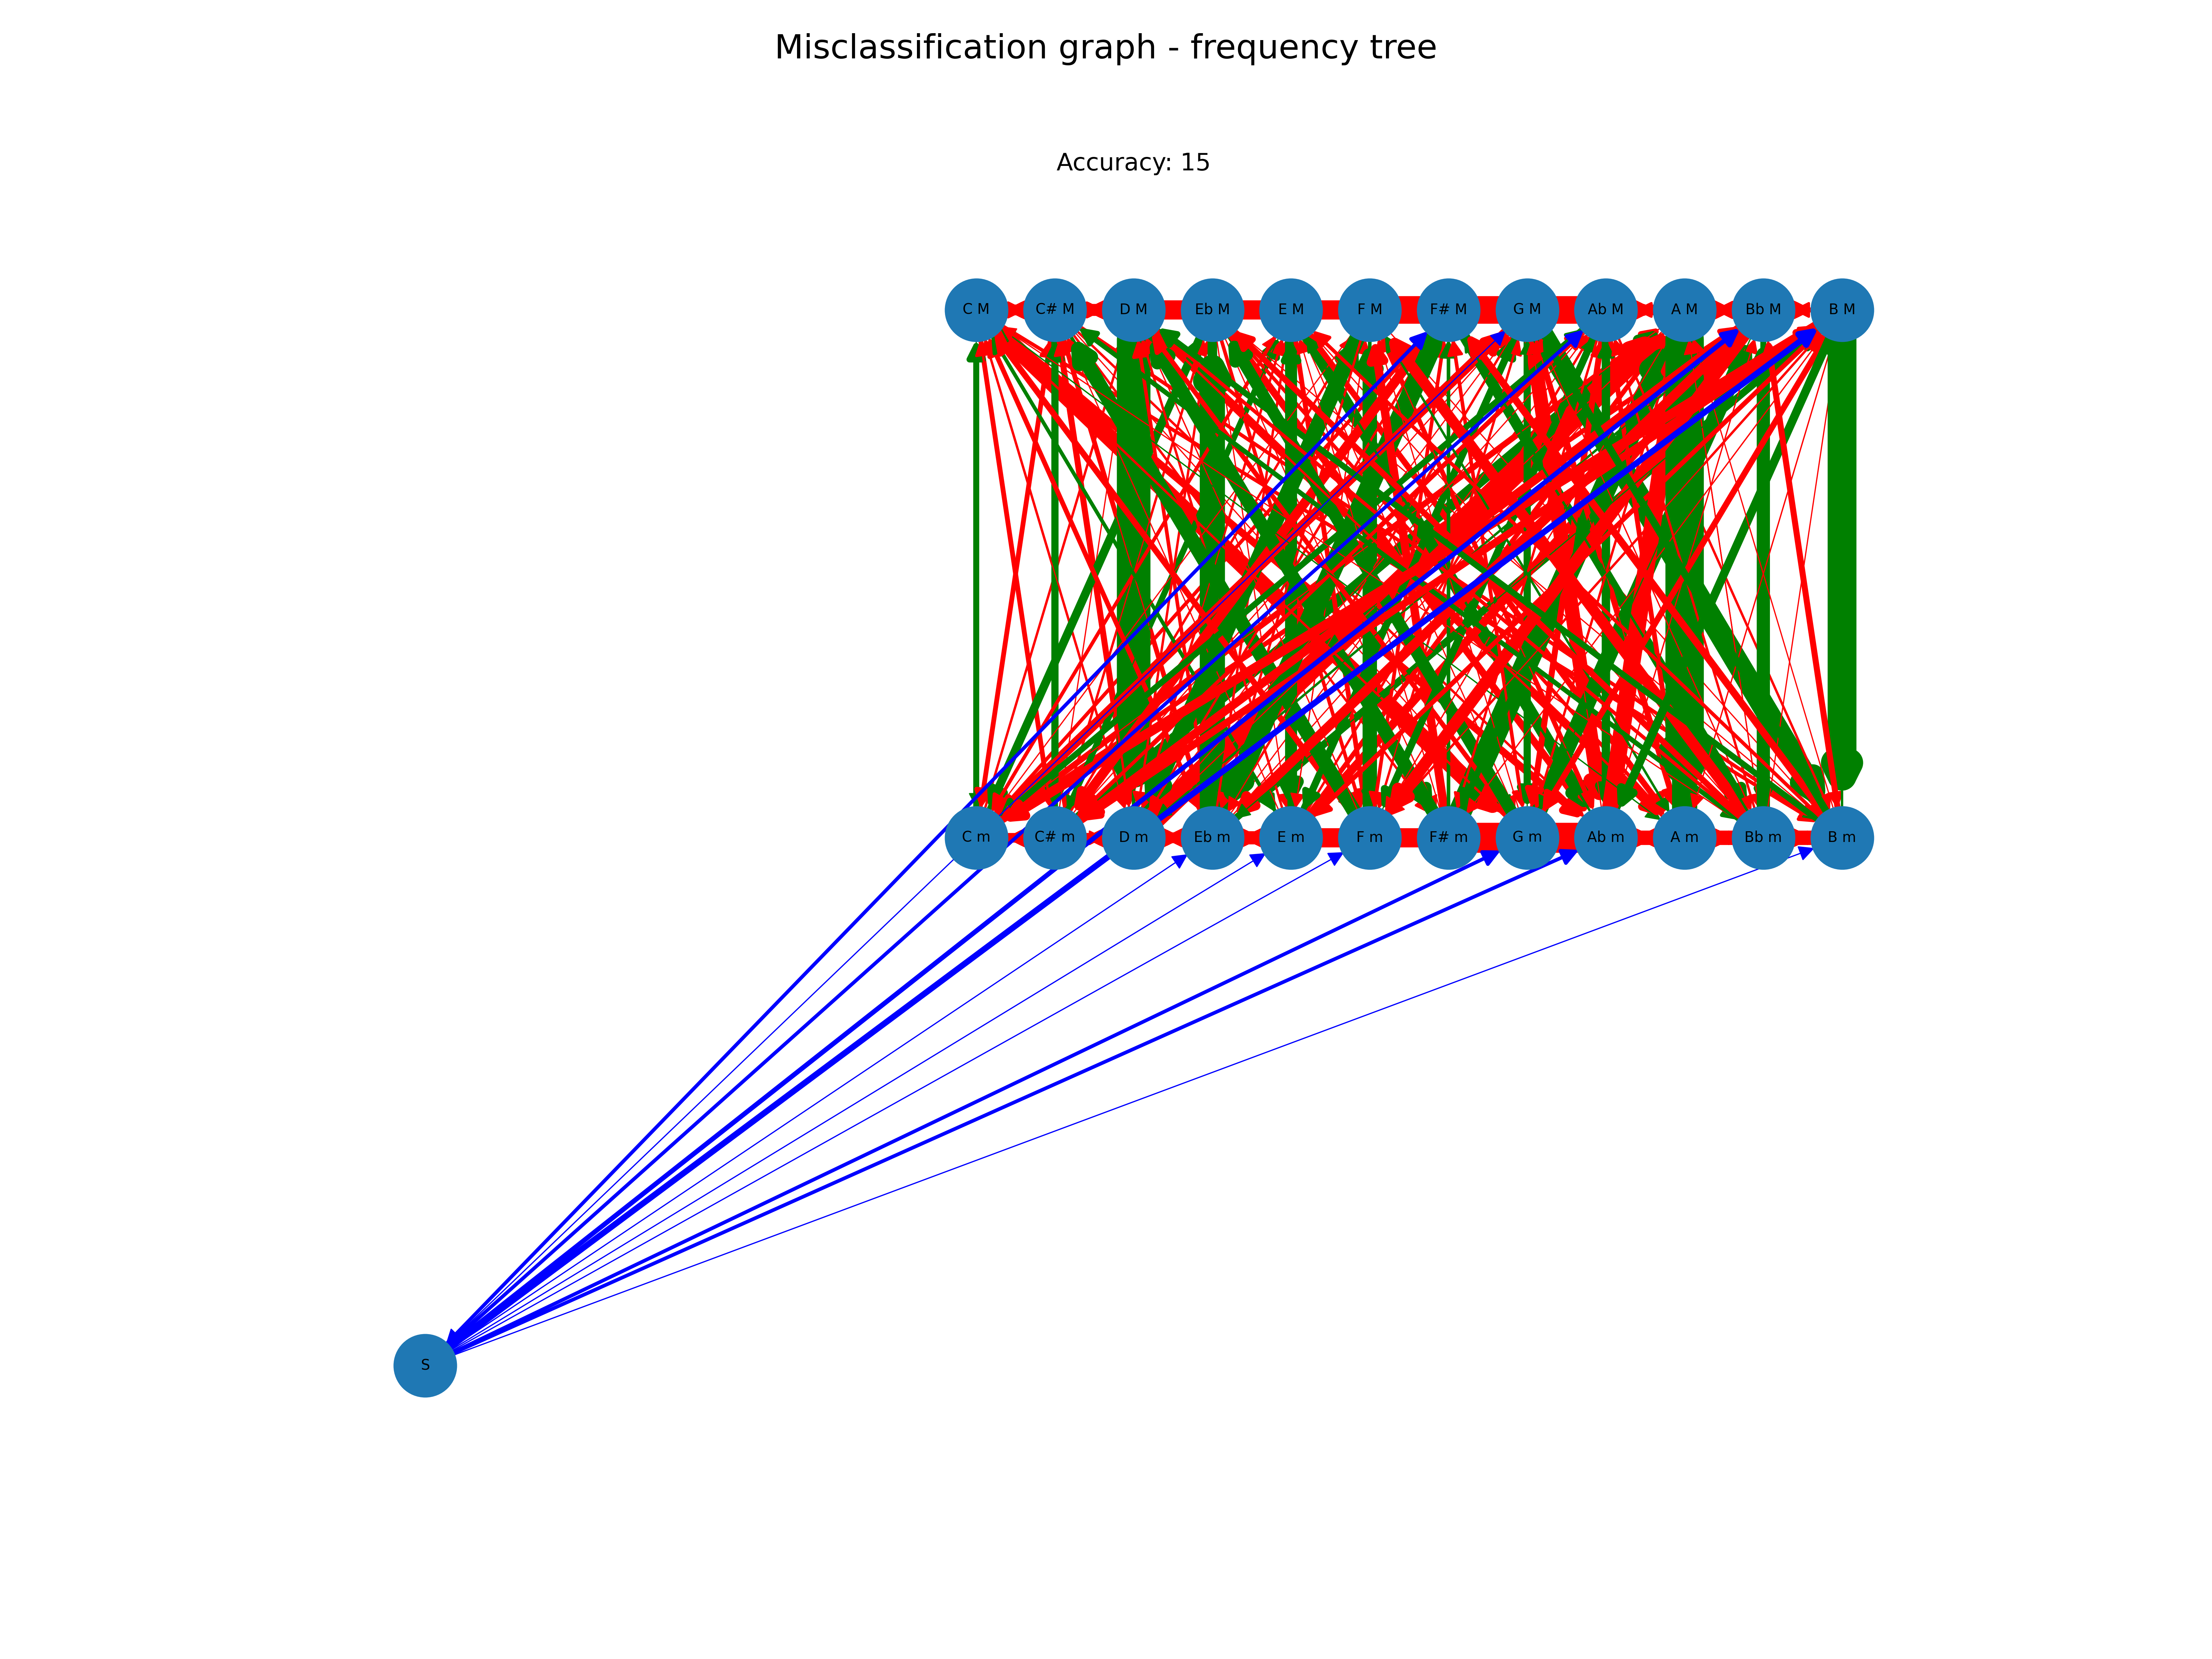 Misclassification graph - frequency tree
Accuracy: 15
C M C# M D M Eb M E M F M F# M G M Ab M A M Bb M B M
C m C# m D m Eb m E m F m F# m G m Ab m A m Bb m B m
S